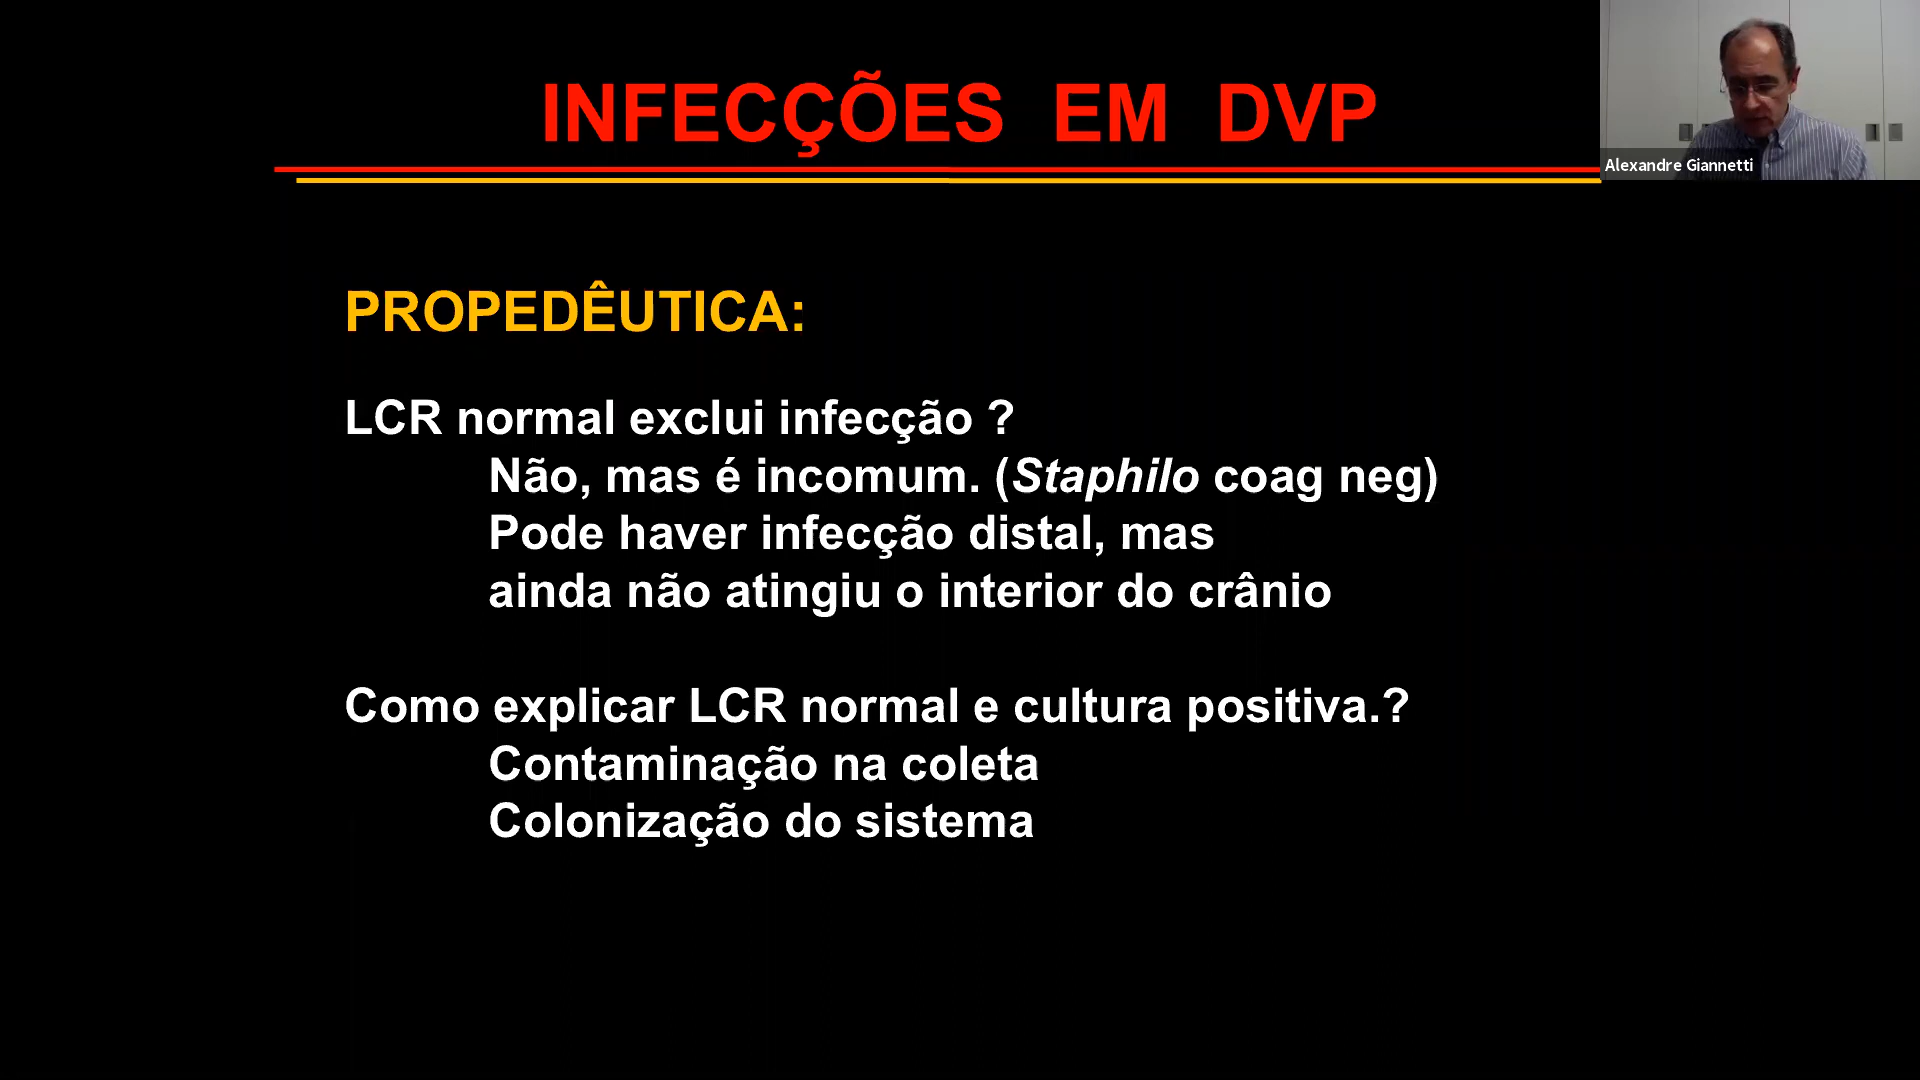 INFECÇÕES EM DVP
Alexandre Giannetti
PROPEDÊUTICA:
LCR normal exclui infecção ?
Não, mas é incomum. (Staphilo coag neg)
Pode haver infecção distal, mas
ainda não atingiu o interior do crânio
Como explicar LCR normal e cultura positiva.?
Contaminação na coleta
Colonização do sistema